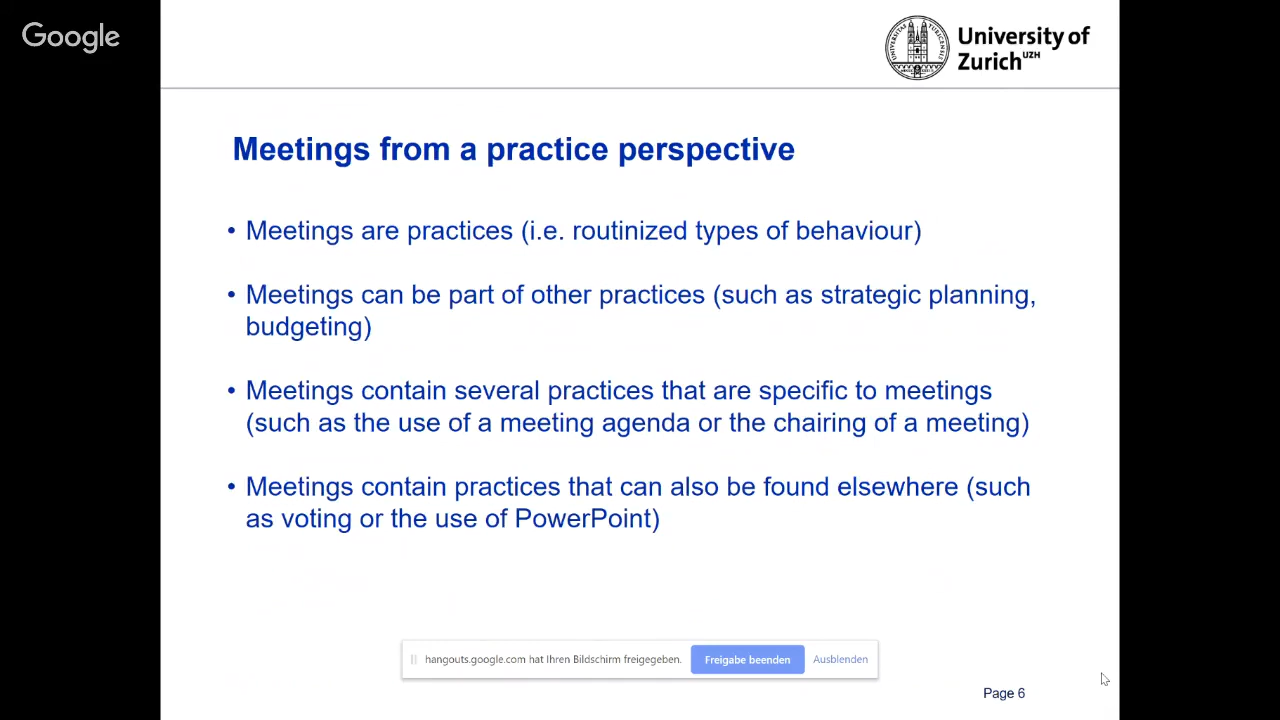 Google
University of
Zurich UZH
Meetings from a practice perspective
• Meetings are practices (i.e. routinized types of behaviour)
• Meetings can be part of other practices (such as strategic planning,
budgeting)
• Meetings contain several practices that are specific to meetings
(such as the use of a meeting agenda or the chairing of a meeting)
• Meetings contain practices that can also be found elsewhere (such
as voting or the use of PowerPoint)
hangouts.google.com hat Ihren Bildschirm freigegeben. Freigabe beenden Ausblenden
Page 6